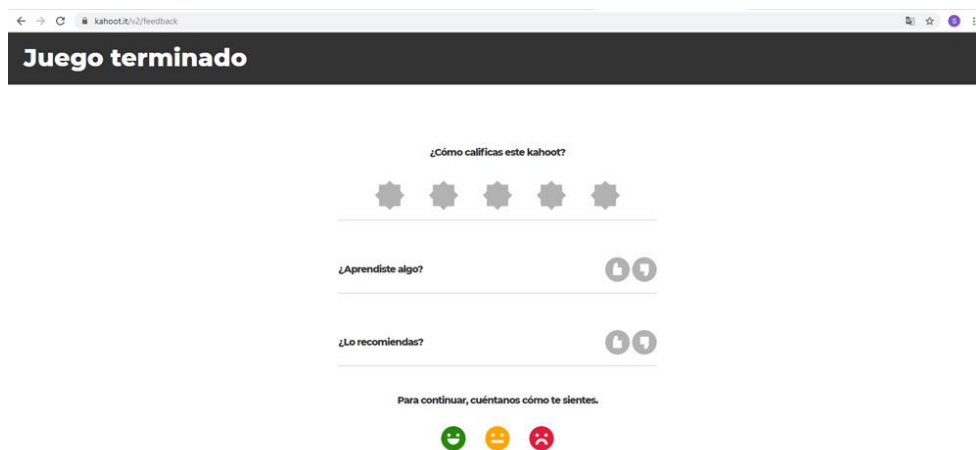 kahoot.it/v2/feedback
S
Juego terminado
¿Cómo calificas este kahoot?
¿Aprendiste algo?
¿Lo recomiendas?
Para continuar, cuéntanos cómo te sientes.